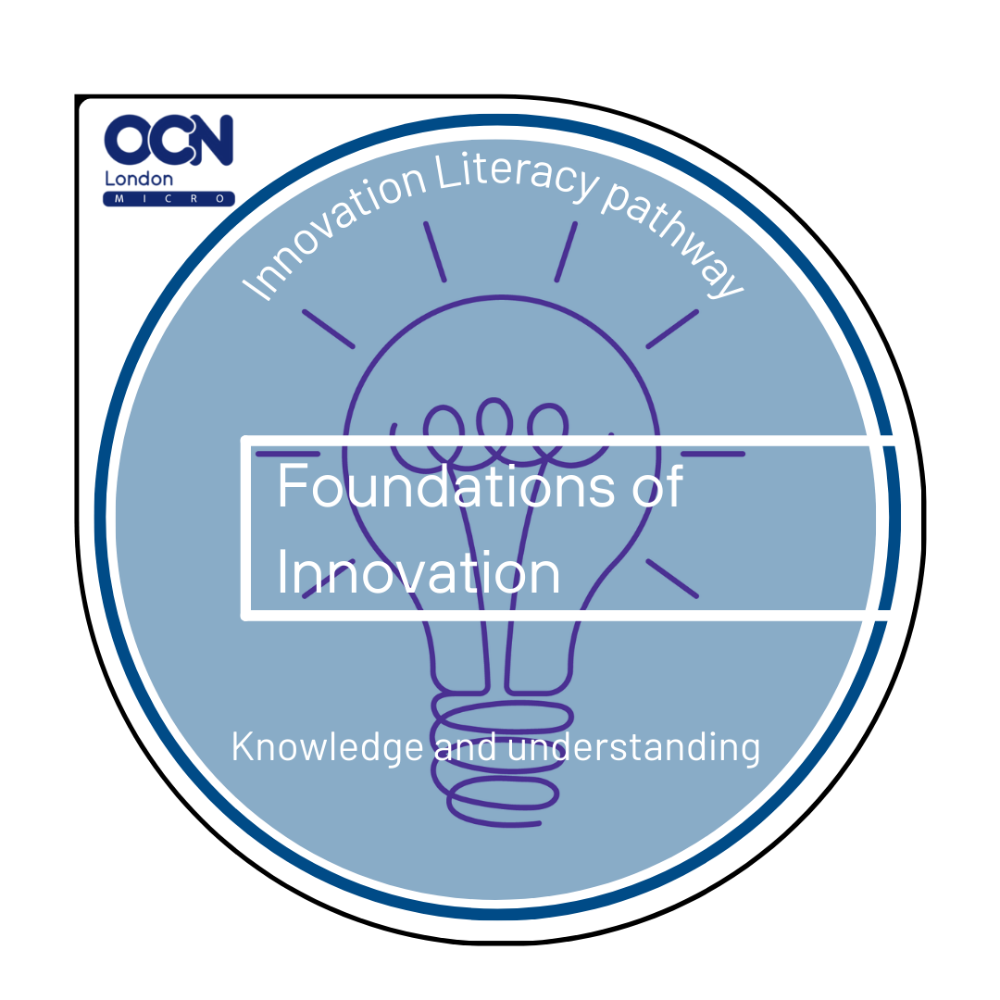 OCN
London
MICRO
Innovation Literacy pathway
Foundations of
Innovation
Knowledge and understanding